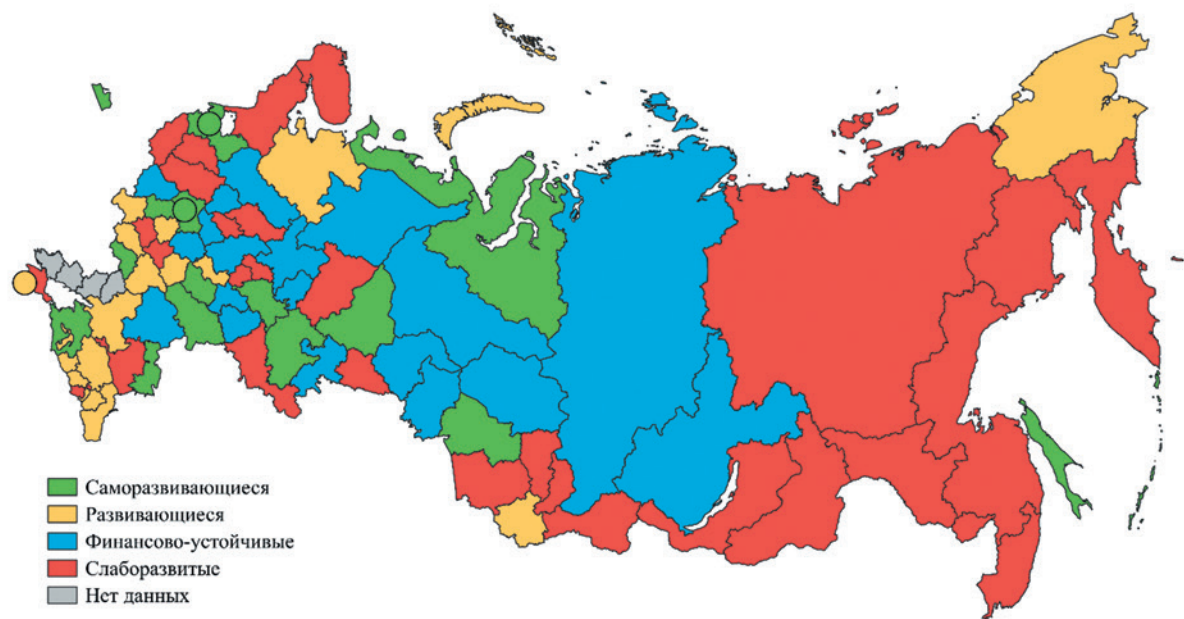 Саморазвивающиеся
Развивающиеся
Финансово-устойчивые
Слаборазвитые
Нет данных